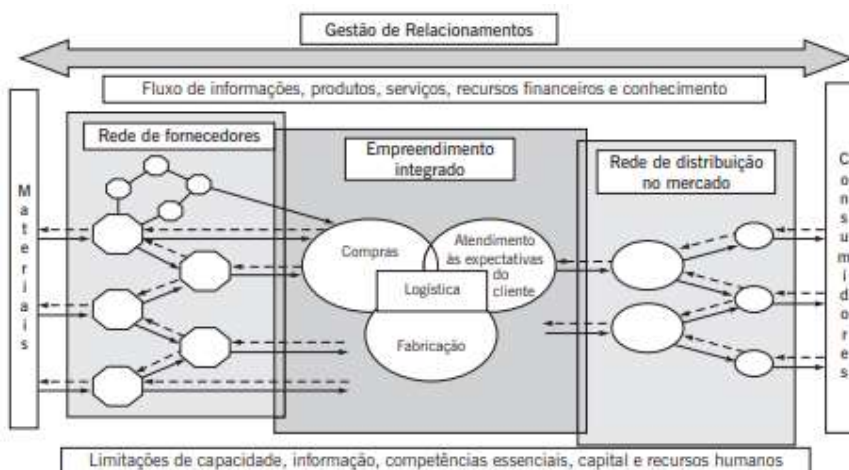 Gestão de Relacionamentos
Fluxo de informações, produtos, serviços, recursos financeiros e conhecimento
Rede de fornecedores
Empreendimento
integrado
Rede de distribuição
no mercado
Materiais
Compras
Atendimento
às expectativas
do
cliente
Logística
Fabricação
Consumidores
Limitações de capacidade, informação, competências essenciais, capital e recursos humanos